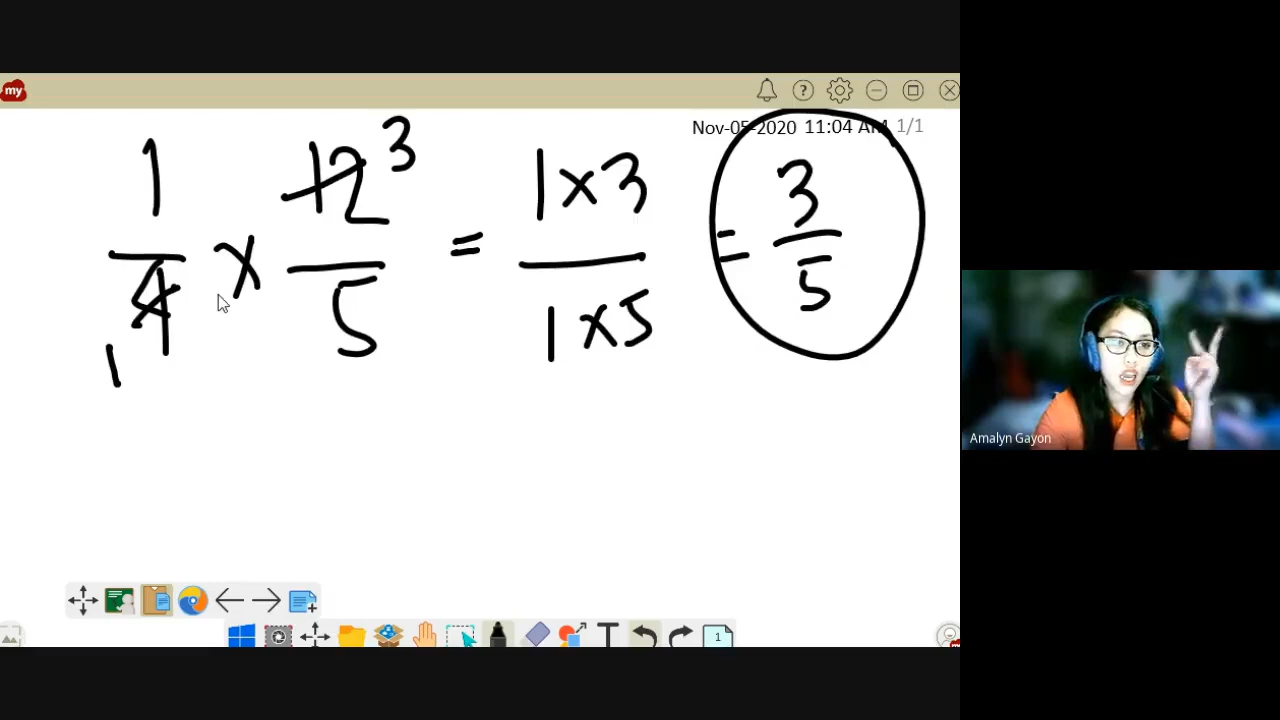 my
Nov-05-2020 11:04 AM 1/1
1/4 x 12/5 = 1x3/1x5 = 3/5
3
1
Amalyn Gayon
T
1